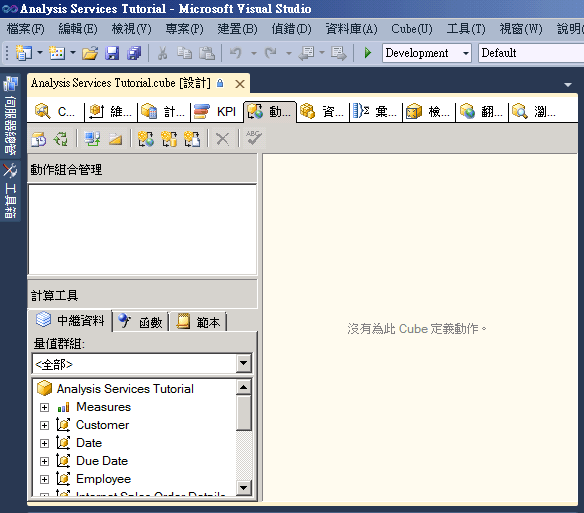 Analysis Services Tutorial - Microsoft Visual Studio
檔案(F) 編輯(E) 檢視(V) 專案(P) 建置(B) 偵錯(D) 資料庫(A) Cube(U) 工具(T) 視窗(W) 說明(
Development Default
伺服器總管
工具箱
Analysis Services Tutorial.cube [設計]
C... 維... 計... KPI 動... 資... 彙... 檢... 翻... 瀏...
動作組合管理
沒有為此 Cube 定義動作。
計算工具
中繼資料 函數 範本
量值群組:
<全部>
Analysis Services Tutorial
Measures
Customer
Date
Due Date
Employee
Internet Sales Order Details